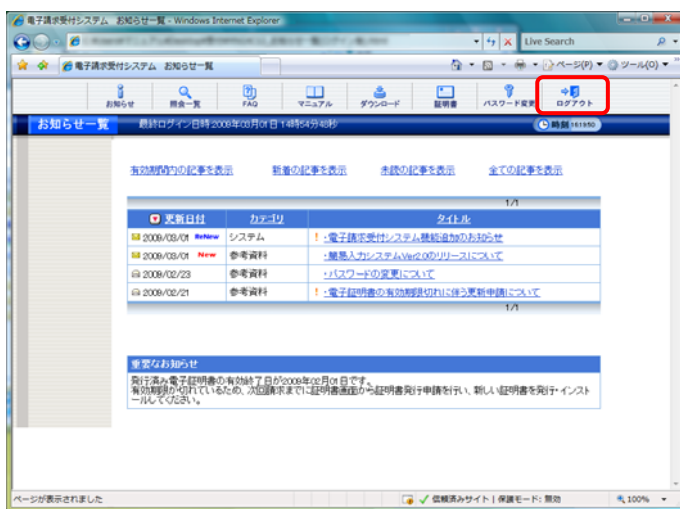 電子請求受付システム お知らせ一覧 - Windows Internet Explorer
Live Search
電子請求受付システム お知らせ一覧
ページ(P) ツール(O)
お知らせ 照会一覧 FAQ マニュアル ダウンロード 証明書 パスワード変更 ログアウト
お知らせ一覧 最終ログイン日時:2009年03月01日 14時54分48秒 時刻 161950
有効期間内の記事を表示 新着の記事を表示 未読の記事を表示 全ての記事を表示
1/1
更新日付 カテゴリ タイトル
2009/03/01 ReNew システム ! ・電子請求受付システム機能追加のお知らせ
2009/03/01 New 参考資料 ・簡易入力システムVer2.0のリリースについて
2009/02/23 参考資料 ・パスワードの変更について
2009/02/21 参考資料 ! ・電子証明書の有効期限切れに伴う更新申請について
1/1
重要なお知らせ
発行済み電子証明書の有効終了日が2009年02月01日です。
有効期限が切れているため、次回請求までに証明書画面から証明書発行申請を行い、新しい証明書を発行・インスト
ールしてください。
ページが表示されました 信頼済みサイト | 保護モード: 無効 100%